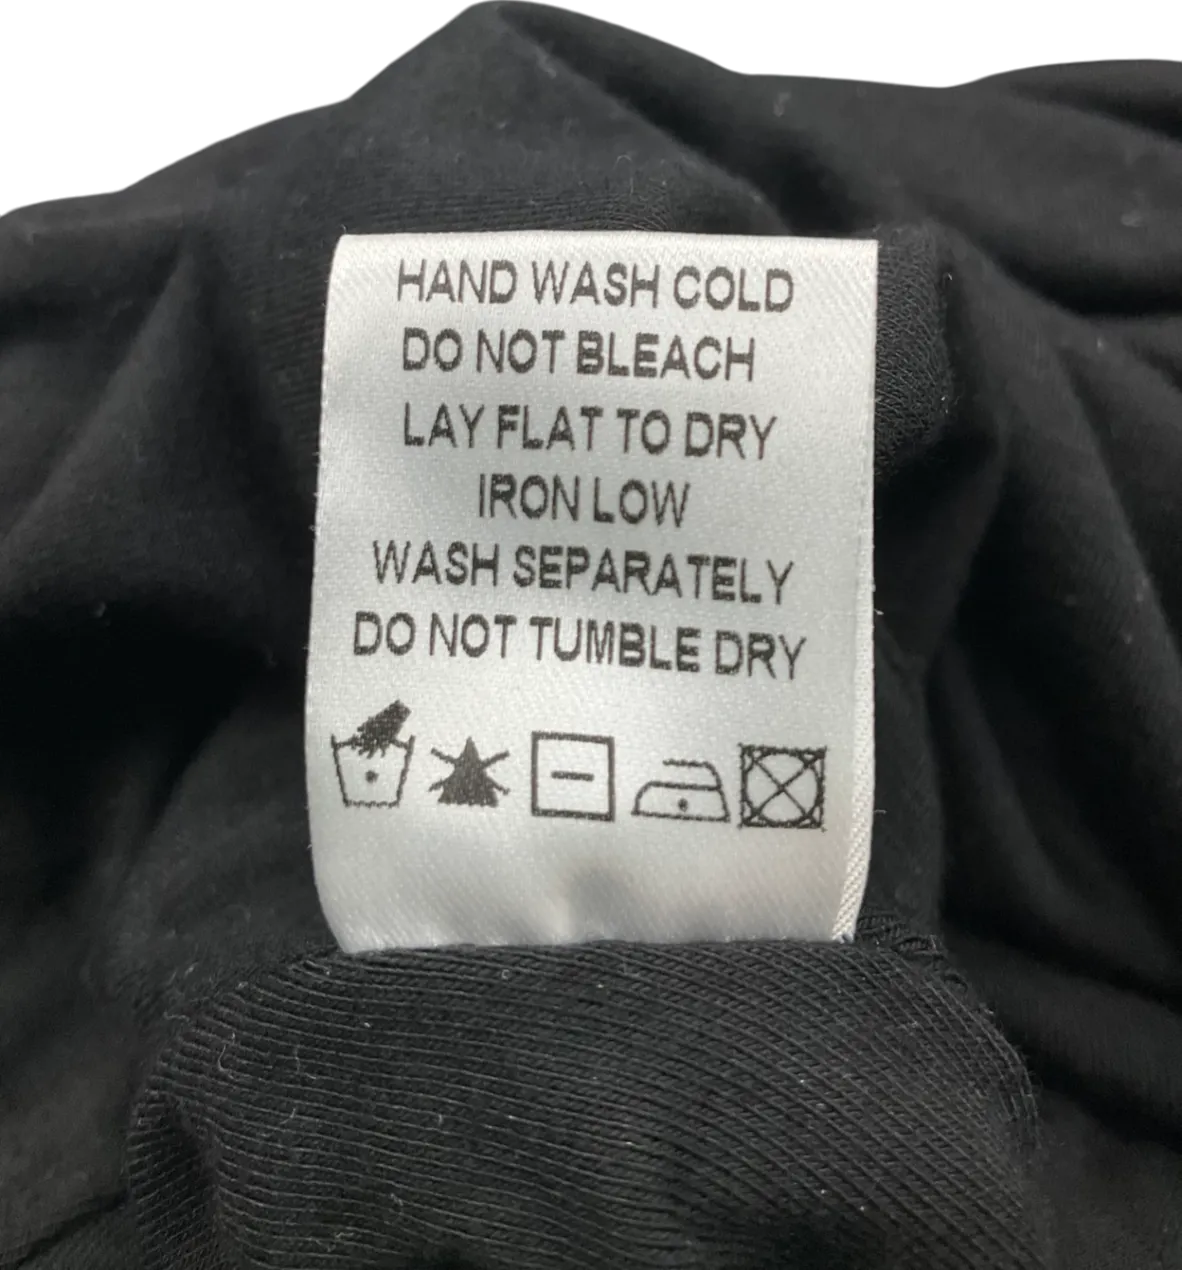 HAND WASH COLD
DO NOT BLEACH
LAY FLAT TO DRY
IRON LOW
WASH SEPARATELY
DO NOT TUMBLE DRY